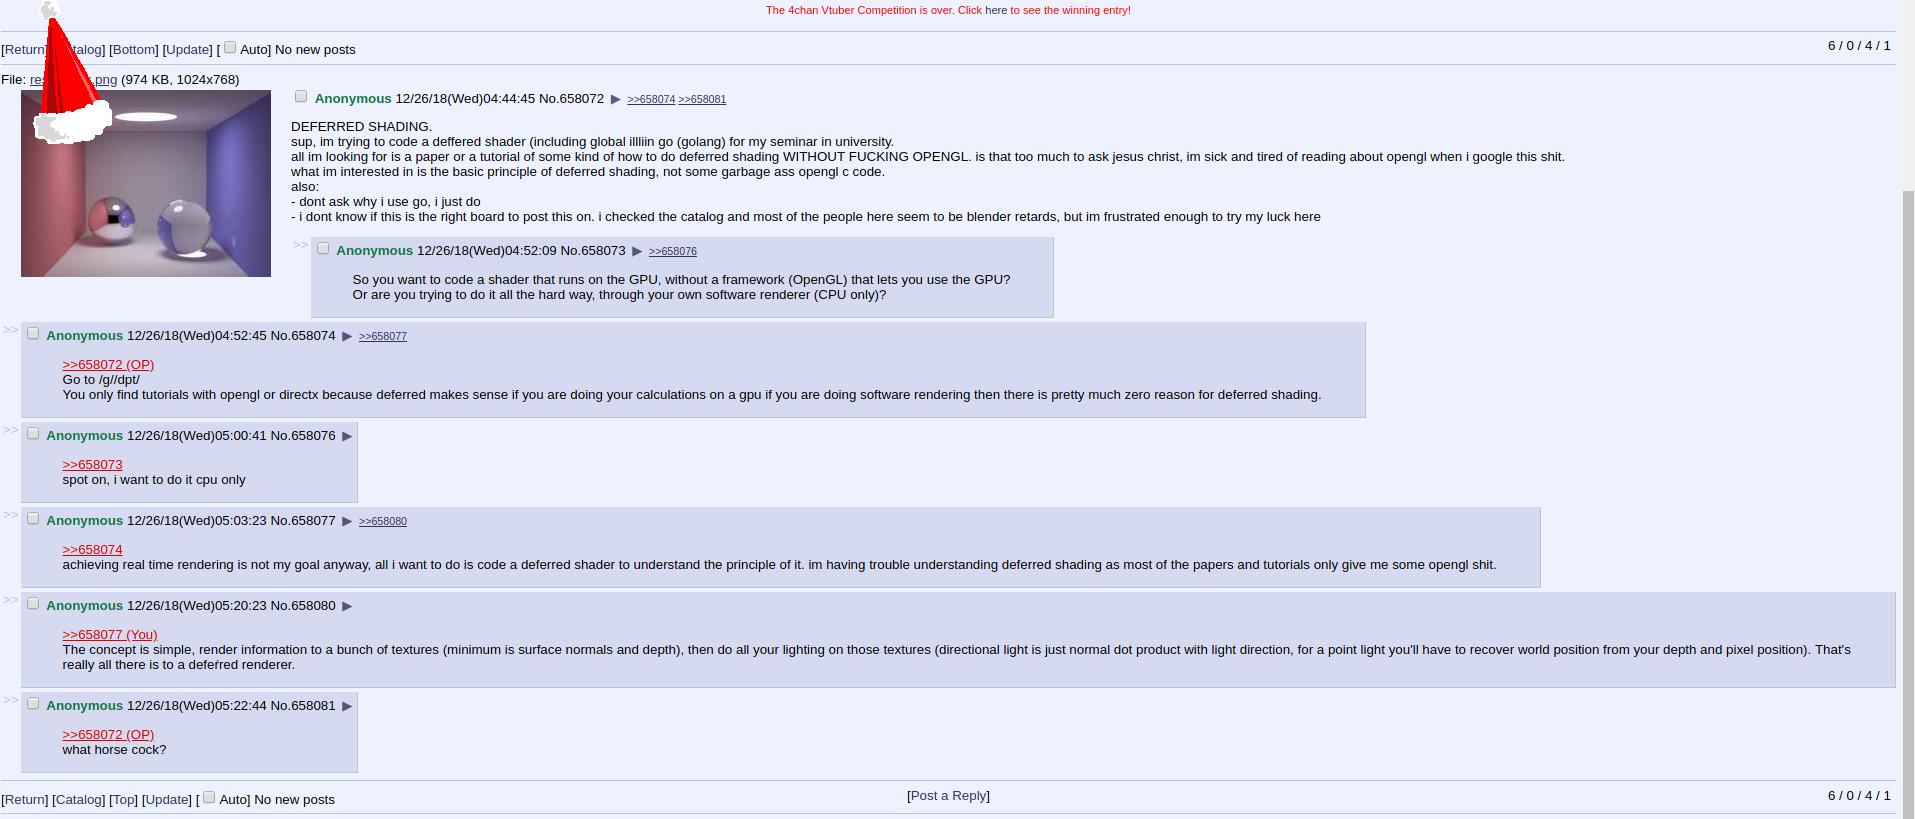 The 4chan Vtuber Competition is over. Click here to see the winning entry!
[Return] talog] [Bottom] [Update] [ Auto] No new posts
6 / 0 / 4 / 1
File: re .png (974 KB, 1024x768)
Anonymous 12/26/18(Wed)04:44:45 No.658072 ▶ >>658074 >>658081
DEFERRED SHADING.
sup, im trying to code a deffered shader (including global illliin go (golang) for my seminar in university.
all im looking for is a paper or a tutorial of some kind of how to do deferred shading WITHOUT FUCKING OPENGL. is that too much to ask jesus christ, im sick and tired of reading about opengl when i google this shit.
what im interested in is the basic principle of deferred shading, not some garbage ass opengl c code.
also:
- dont ask why i use go, i just do
- i dont know if this is the right board to post this on. i checked the catalog and most of the people here seem to be blender retards, but im frustrated enough to try my luck here
>> Anonymous 12/26/18(Wed)04:52:09 No.658073 ▶ >>658076
So you want to code a shader that runs on the GPU, without a framework (OpenGL) that lets you use the GPU?
Or are you trying to do it all the hard way, through your own software renderer (CPU only)?
>> Anonymous 12/26/18(Wed)04:52:45 No.658074 ▶ >>658077
>>658072 (OP)
Go to /g//dpt/
You only find tutorials with opengl or directx because deferred makes sense if you are doing your calculations on a gpu if you are doing software rendering then there is pretty much zero reason for deferred shading.
>> Anonymous 12/26/18(Wed)05:00:41 No.658076 ▶
>>658073
spot on, i want to do it cpu only
>> Anonymous 12/26/18(Wed)05:03:23 No.658077 ▶ >>658080
>>658074
achieving real time rendering is not my goal anyway, all i want to do is code a deferred shader to understand the principle of it. im having trouble understanding deferred shading as most of the papers and tutorials only give me some opengl shit.
>> Anonymous 12/26/18(Wed)05:20:23 No.658080 ▶
>>658077 (You)
The concept is simple, render information to a bunch of textures (minimum is surface normals and depth), then do all your lighting on those textures (directional light is just normal dot product with light direction, for a point light you'll have to recover world position from your depth and pixel position). That's
really all there is to a deferred renderer.
>> Anonymous 12/26/18(Wed)05:22:44 No.658081 ▶
>>658072 (OP)
what horse cock?
[Return] [Catalog] [Top] [Update] [ Auto] No new posts
[Post a Reply]
6 / 0 / 4 / 1